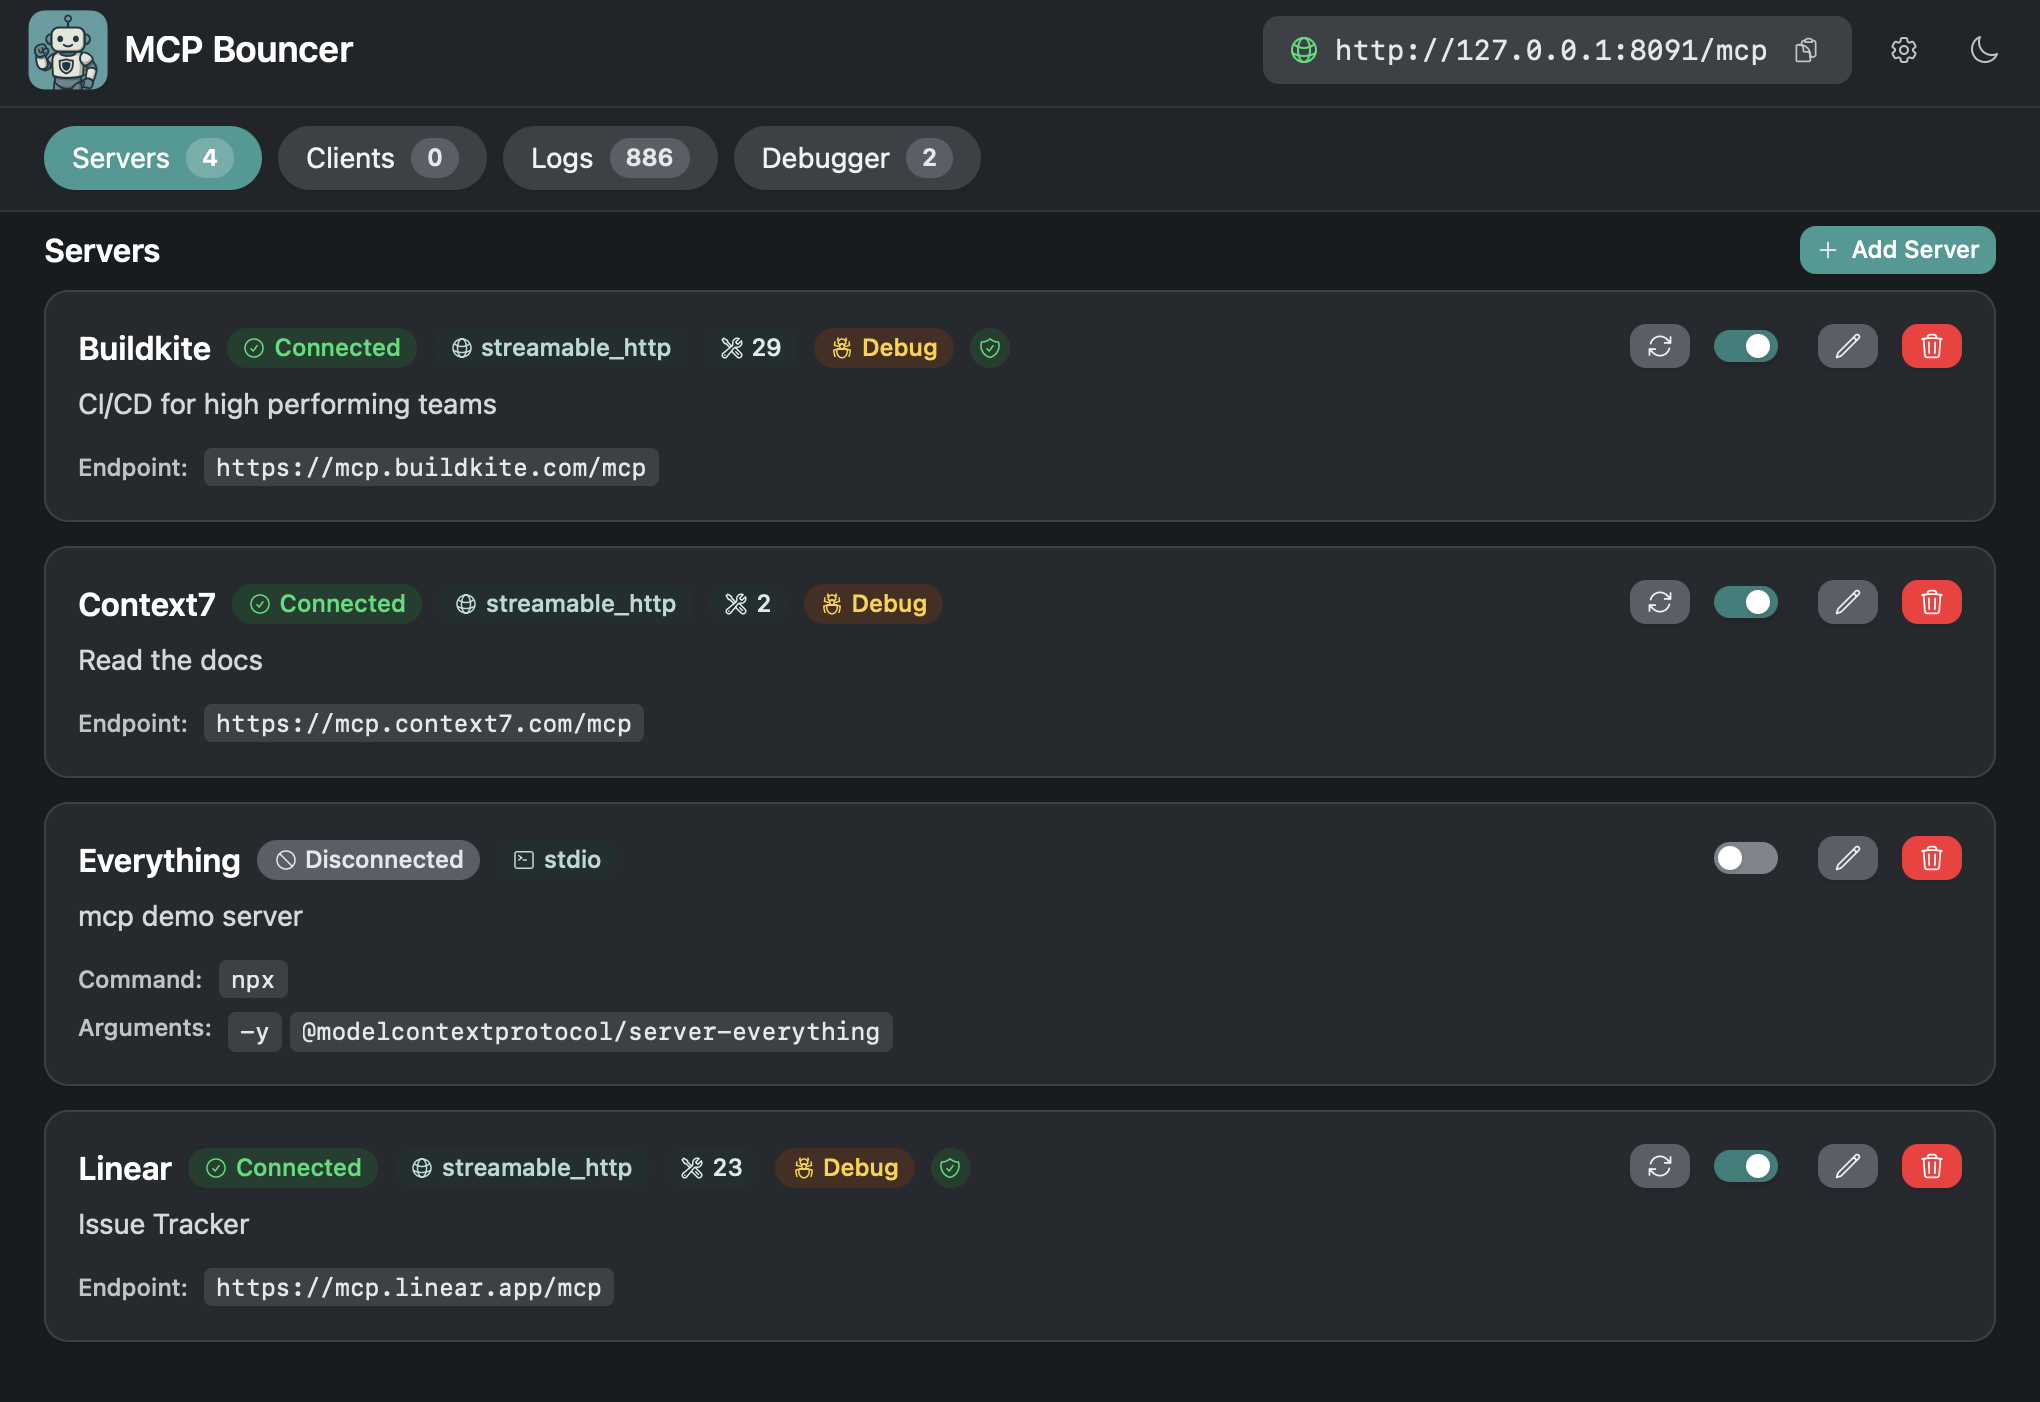 MCP Bouncer
http://127.0.0.1:8091/mcp
Servers 4
Clients 0
Logs 886
Debugger 2
Servers
+ Add Server
Buildkite Connected streamable_http 29 Debug
CI/CD for high performing teams
Endpoint: https://mcp.buildkite.com/mcp
Context7 Connected streamable_http 2 Debug
Read the docs
Endpoint: https://mcp.context7.com/mcp
Everything Disconnected stdio
mcp demo server
Command: npx
Arguments: -y @modelcontextprotocol/server-everything
Linear Connected streamable_http 23 Debug
Issue Tracker
Endpoint: https://mcp.linear.app/mcp